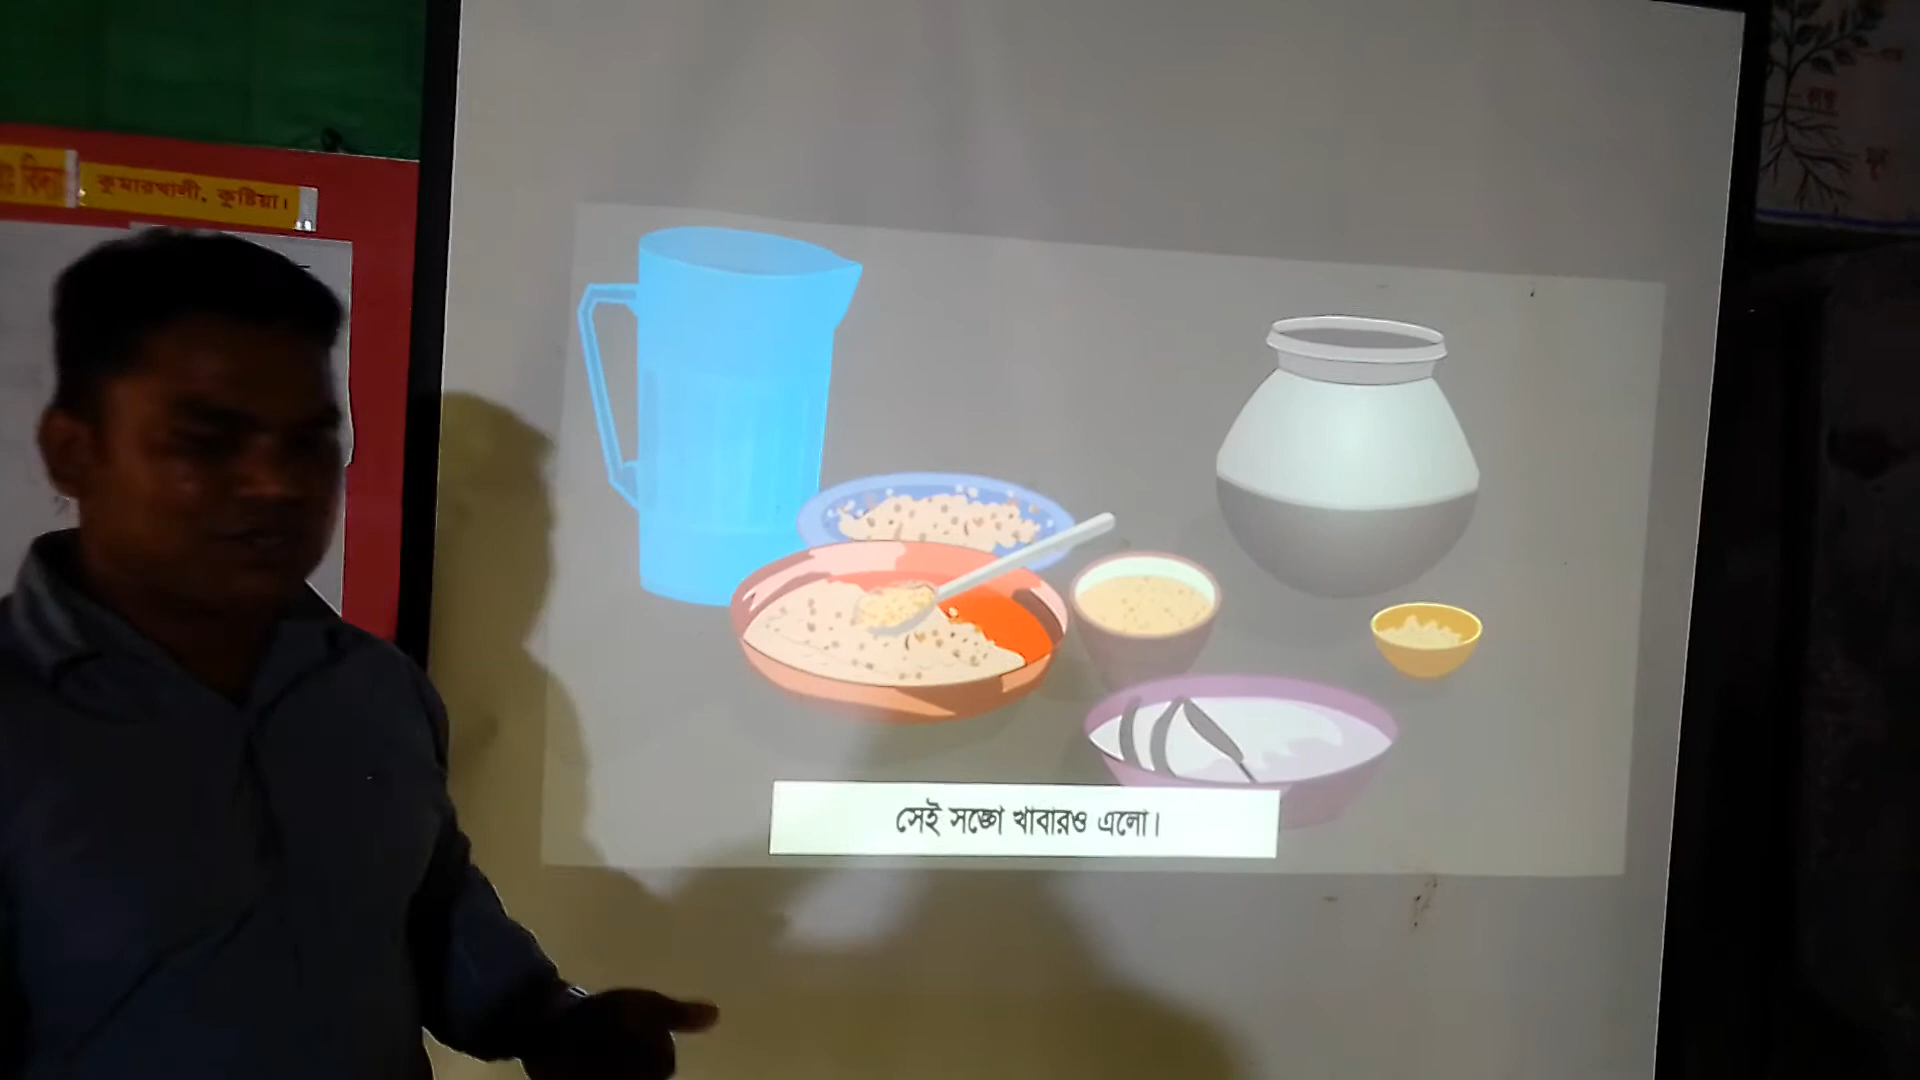 বিদ্যা
কুমারখালী, কুষ্টিয়া।
সেই সঙ্গে খাবারও এলো।